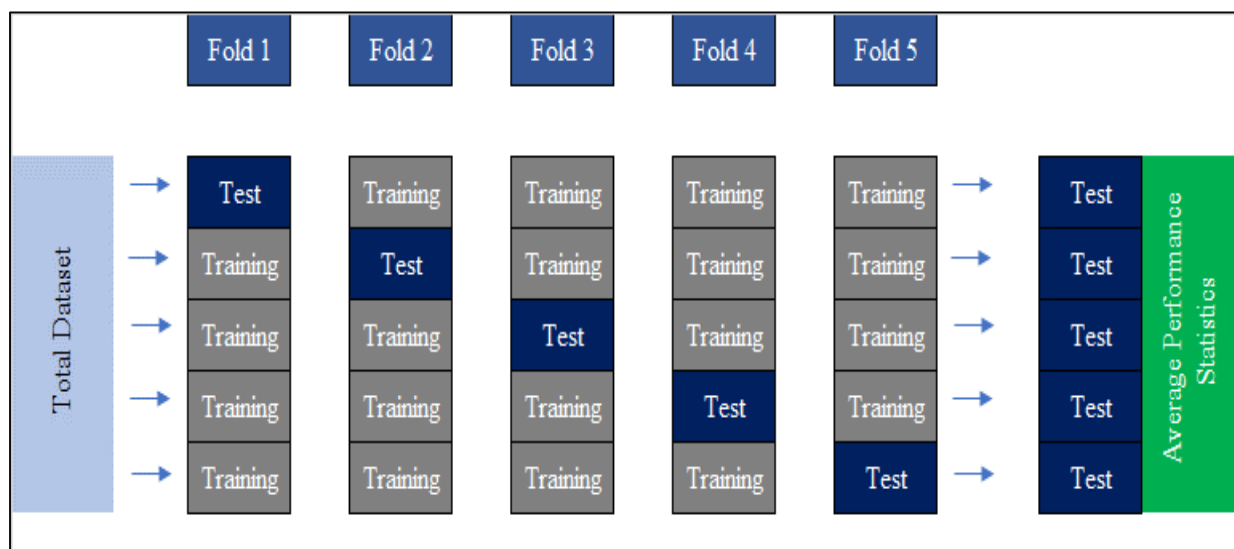 Fold 1 Fold 2 Fold 3 Fold 4 Fold 5
Total Dataset
Test Training Training Training Training Test
Training Test Training Training Training Test
Training Training Test Training Training Test
Training Training Training Test Training Test
Training Training Training Training Test Test
Average Performance
Statistics